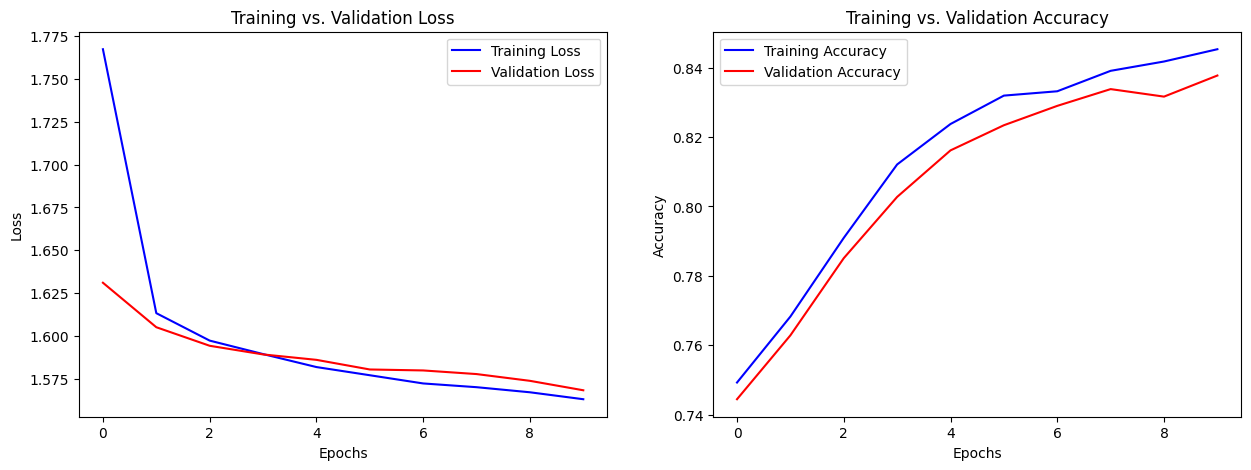 Training vs. Validation Loss
1.775
1.750
1.725
1.700
1.675
1.650
1.625
1.600
1.575
Loss
Training Loss
Validation Loss
0 2 4 6 8
Epochs
Training vs. Validation Accuracy
0.84
0.82
0.80
0.78
0.76
0.74
Accuracy
Training Accuracy
Validation Accuracy
0 2 4 6 8
Epochs